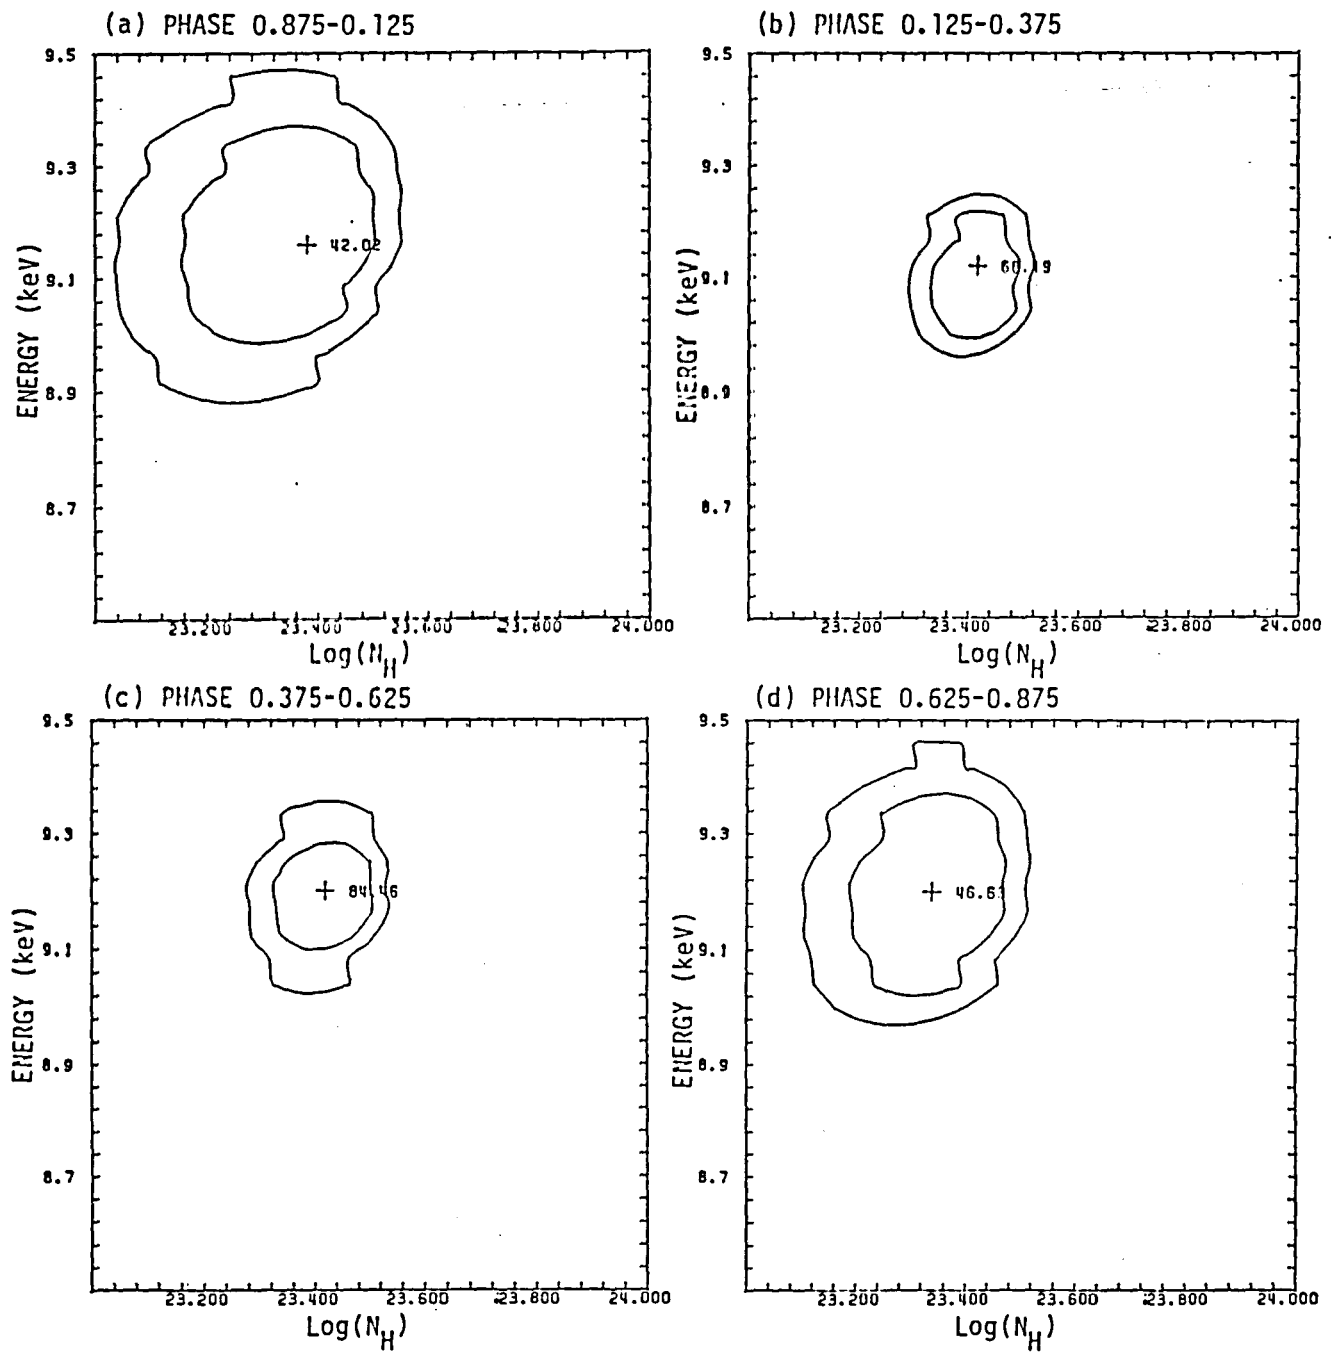 (a) PHASE 0.875-0.125
9.5
9.3
9.1
8.9
8.7
ENERGY (keV)
42.02
23.200 23.400 23.600 23.800 24.000
Log(N_H)
(b) PHASE 0.125-0.375
9.5
9.3
9.1
8.9
8.7
ENERGY (keV)
23.200 23.400 23.600 23.800 24.000
Log(N_H)
(c) PHASE 0.375-0.625
9.5
9.3
9.1
8.9
8.7
ENERGY (keV)
84.46
23.200 23.400 23.600 23.800 24.000
Log(N_H)
(d) PHASE 0.625-0.875
9.5
9.3
9.1
8.9
8.7
ENERGY (keV)
23.200 23.400 23.600 23.800 24.000
Log(N_H)